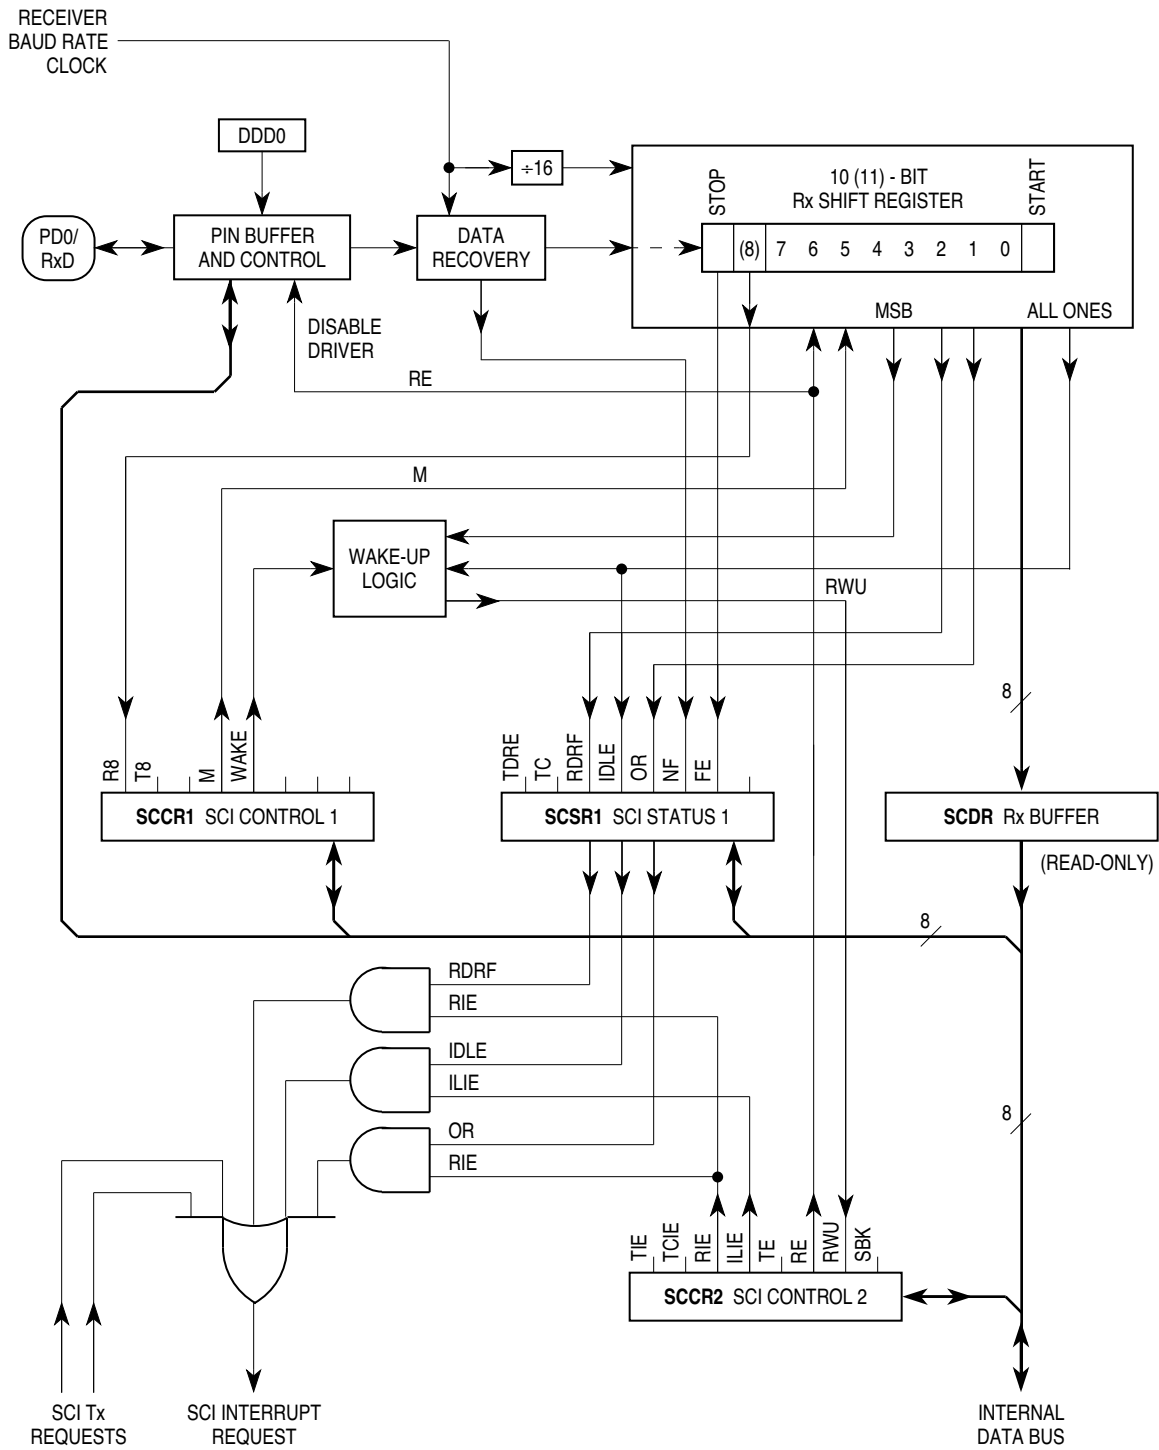 RECEIVER
BAUD RATE
CLOCK
DDD0
÷16
STOP
10 (11) - BIT
Rx SHIFT REGISTER
START
PD0/
RxD
PIN BUFFER
AND CONTROL
DATA
RECOVERY
(8) 7 6 5 4 3 2 1 0
MSB
ALL ONES
DISABLE
DRIVER
RE
M
WAKE-UP
LOGIC
RWU
8
R8
T8
M
WAKE
TDRE
TC
RDRF
IDLE
OR
NF
FE
SCCR1 SCI CONTROL 1
SCSR1 SCI STATUS 1
SCDR Rx BUFFER
(READ-ONLY)
8
RDRF
RIE
IDLE
ILIE
OR
RIE
8
TIE
TCIE
RIE
ILIE
TE
RE
RWU
SBK
SCCR2 SCI CONTROL 2
SCI Tx
REQUESTS
SCI INTERRUPT
REQUEST
INTERNAL
DATA BUS